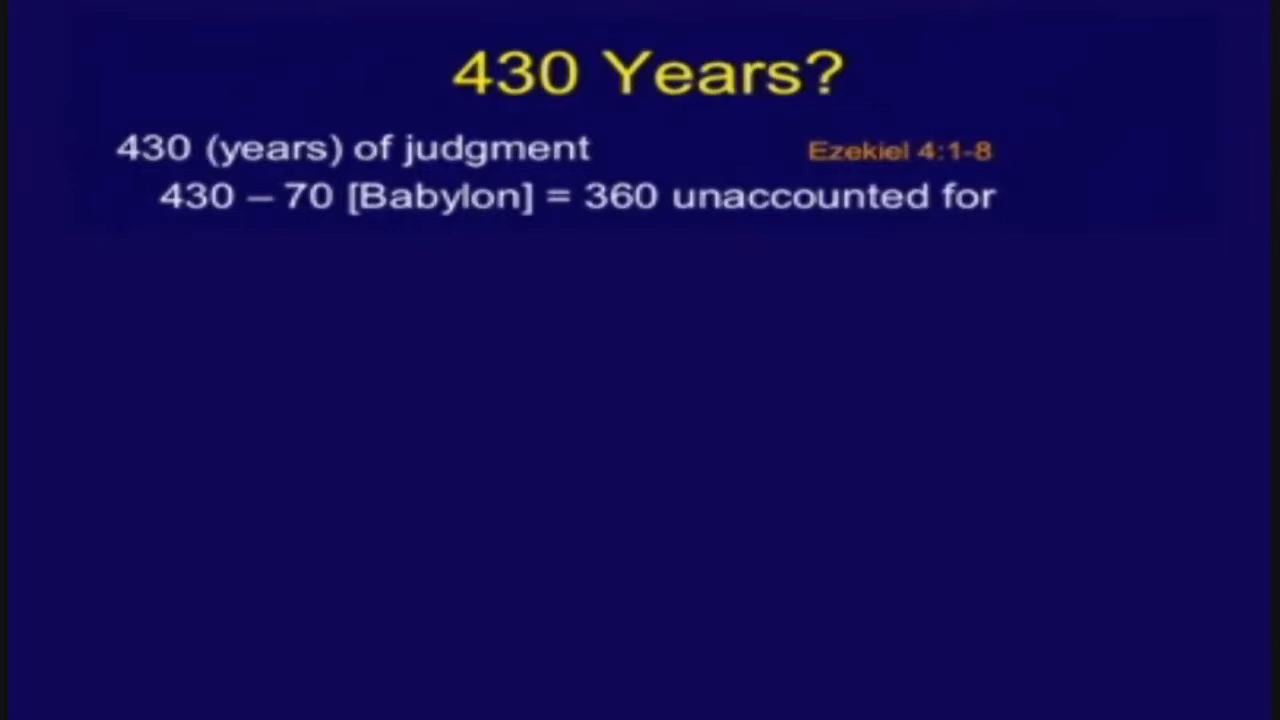 430 Years?
430 (years) of judgment Ezekiel 4:1-8
430 – 70 [Babylon] = 360 unaccounted for